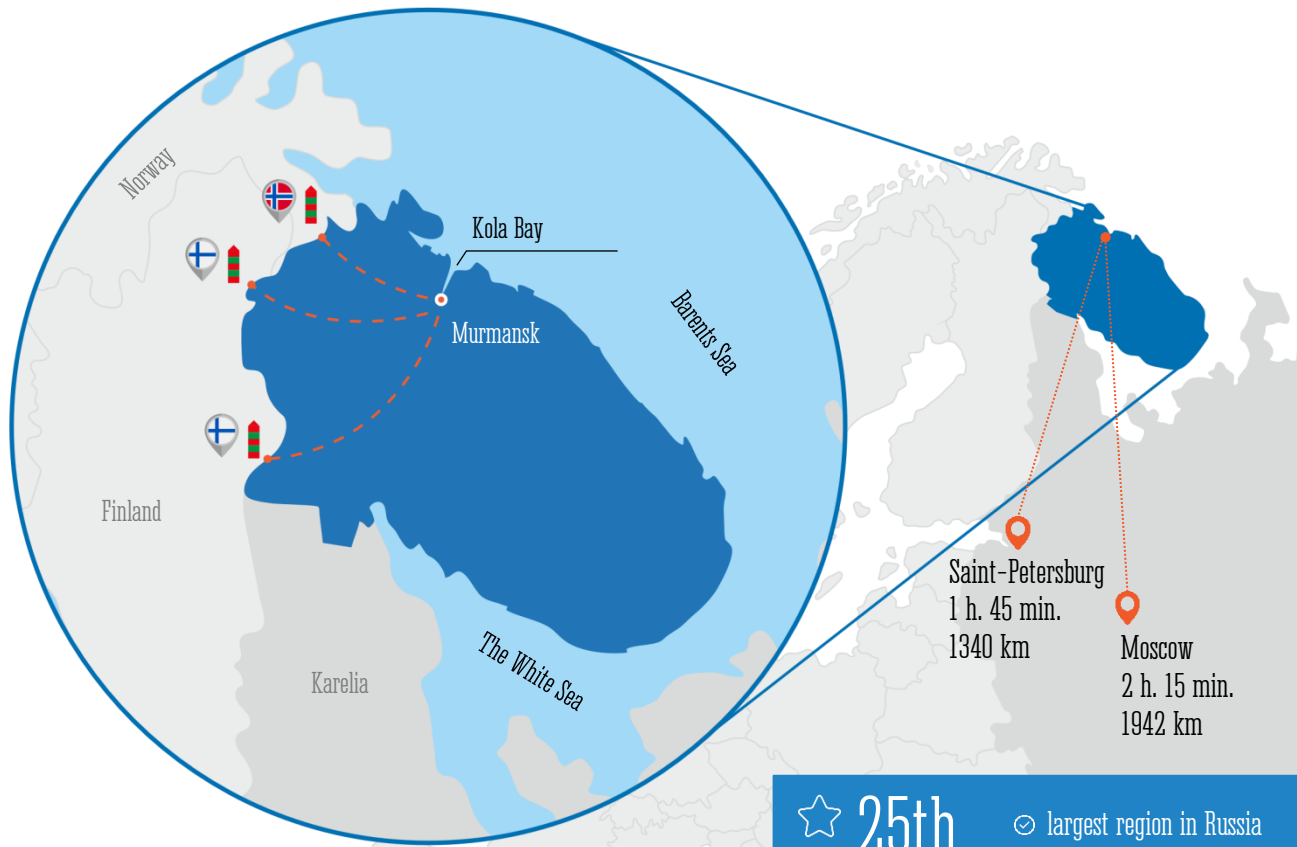 Norway
Kola Bay
Barents Sea
Murmansk
Finland
Karelia
The White Sea
Saint-Petersburg
1 h. 45 min.
1340 km
Moscow
2 h. 15 min.
1942 km
25th
largest region in Russia